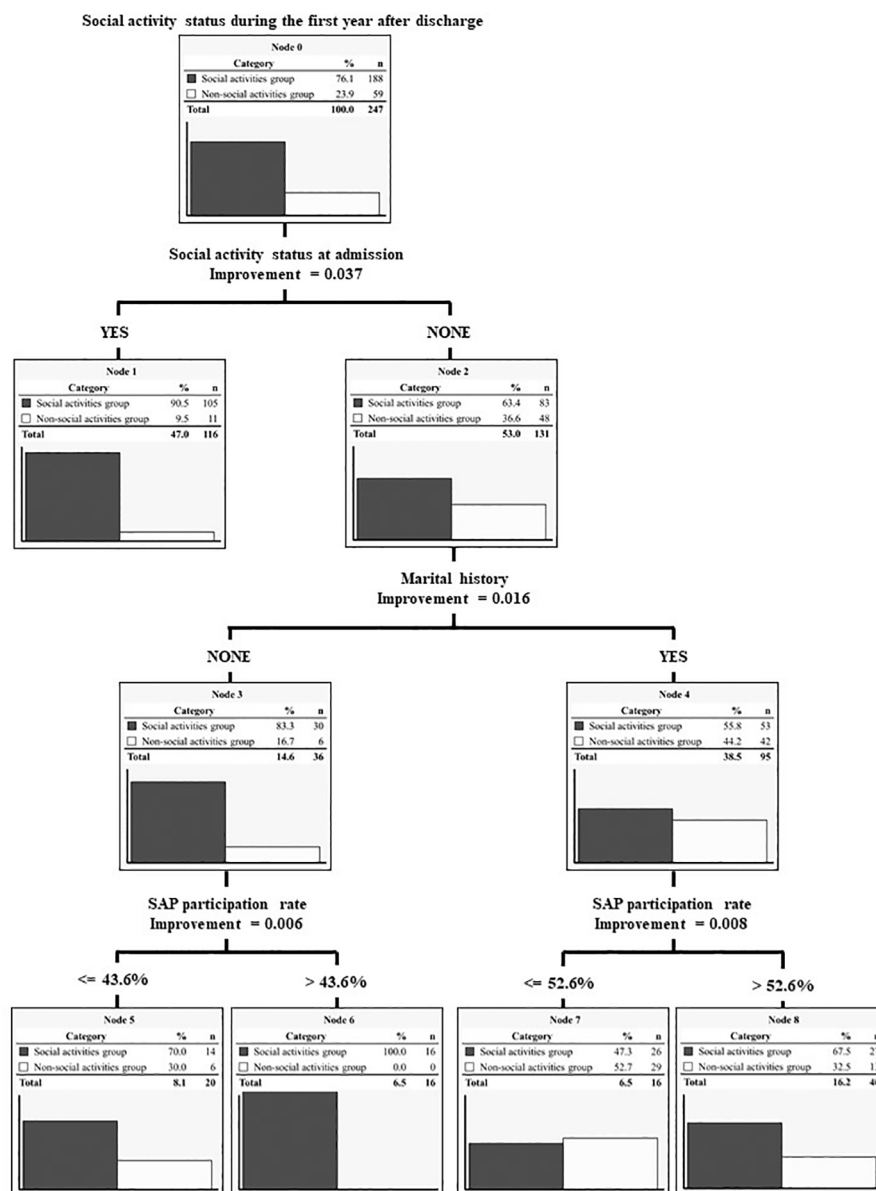 Social activity status during the first year after discharge
Node 0
Category % n
Social activities group 76.1 188
Non-social activities group 23.9 59
Total 100.0 247
Social activity status at admission
Improvement = 0.037
YES
NONE
Node 1
Category % n
Social activities group 90.5 105
Non-social activities group 9.5 11
Total 47.0 116
Node 2
Category % n
Social activities group 63.4 83
Non-social activities group 36.6 48
Total 53.0 131
Marital history
Improvement = 0.016
NONE
YES
Node 3
Category % n
Social activities group 83.3 30
Non-social activities group 16.7 6
Total 14.6 36
Node 4
Category % n
Social activities group 55.8 53
Non-social activities group 44.2 42
Total 38.5 95
SAP participation rate
Improvement = 0.006
SAP participation rate
Improvement = 0.008
<= 43.6%
> 43.6%
<= 52.6%
> 52.6%
Node 5
Category % n
Social activities group 70.0 14
Non-social activities group 30.0 6
Total 8.1 20
Node 6
Category % n
Social activities group 100.0 16
Non-social activities group 0.0 0
Total 6.5 16
Node 7
Category % n
Social activities group 47.3 26
Non-social activities group 52.7 29
Total 6.5 16
Node 8
Category % n
Social activities group 67.5
Non-social activities group 32.5
Total 16.2